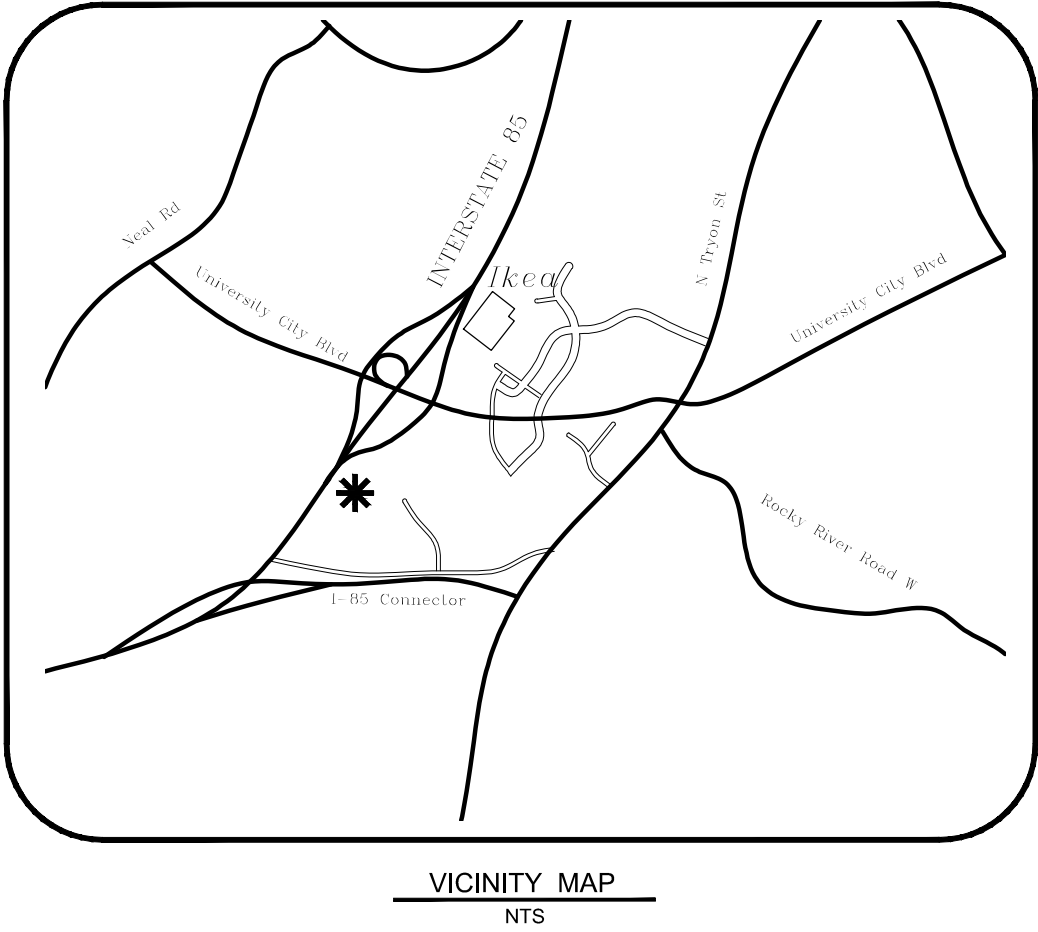 INTERSTATE 85
Neal Rd
N Tryon St
Ikea
University City Blvd
University City Blvd
Rocky River Road W
I-85 Connector
VICINITY MAP
NTS